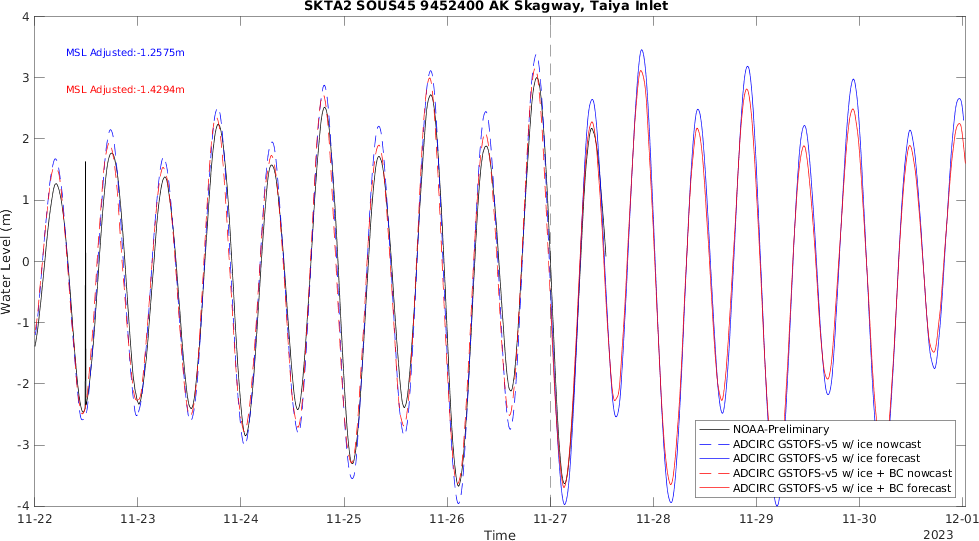 SKTA2 SOUS45 9452400 AK Skagway, Taiya Inlet
4
MSL Adjusted:-1.2575m
3
MSL Adjusted:-1.4294m
2
1
0
Water Level (m)
-1
-2
-3
-4
NOAA-Preliminary
ADCIRC GSTOFS-v5 w/ ice nowcast
ADCIRC GSTOFS-v5 w/ ice forecast
ADCIRC GSTOFS-v5 w/ ice + BC nowcast
ADCIRC GSTOFS-v5 w/ ice + BC forecast
11-22 11-23 11-24 11-25 11-26 11-27 11-28 11-29 11-30 12-01
Time
2023